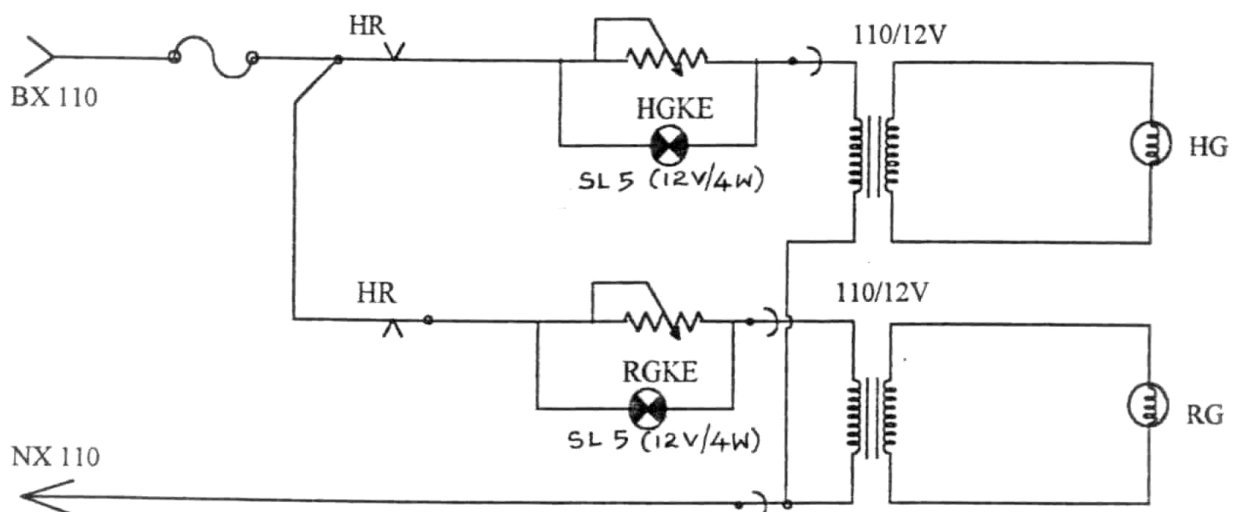 HR
110/12V
BX 110
HGKE
HG
SL 5 (12V/4W)
HR
110/12V
RGKE
RG
SL 5 (12V/4W)
NX 110